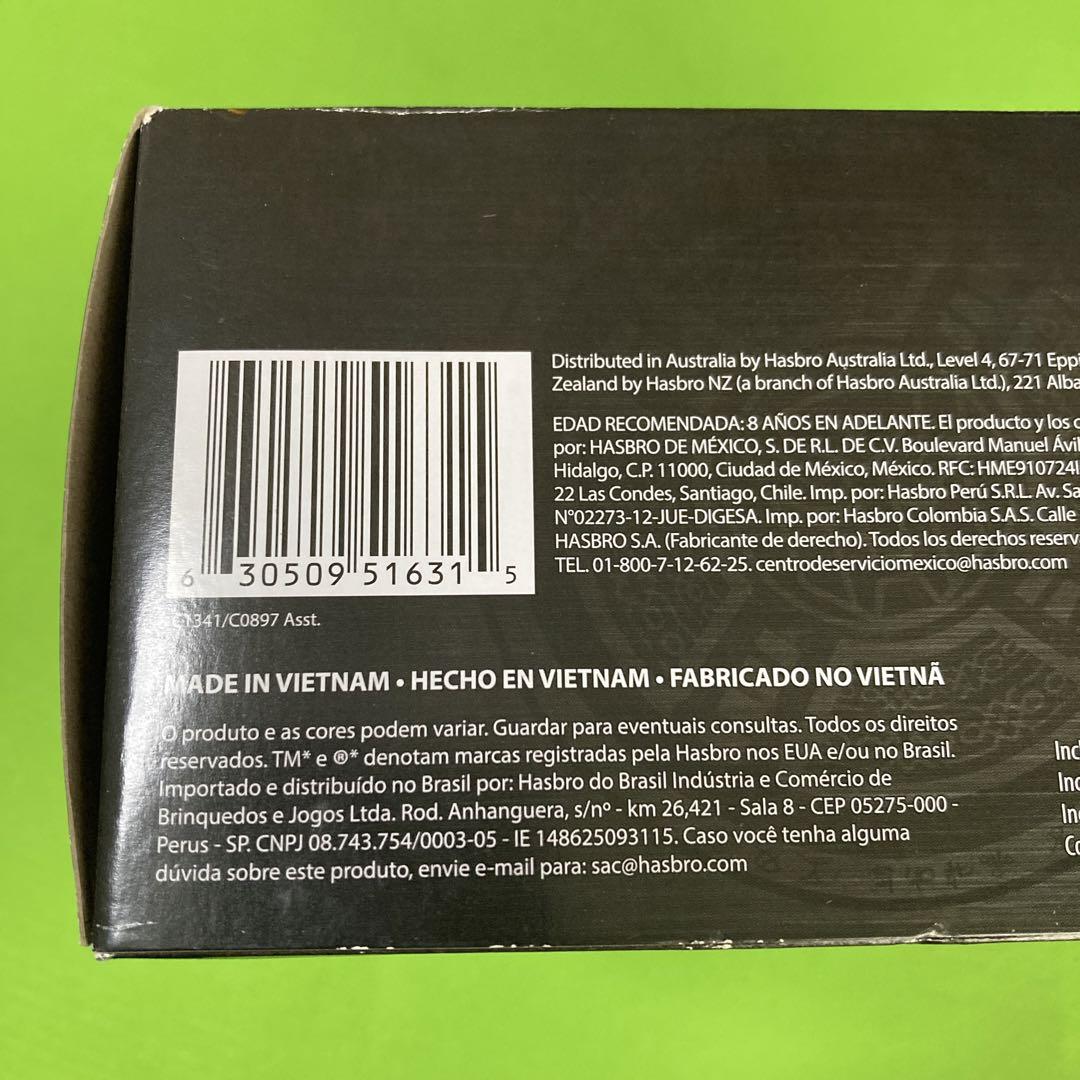 Distributed in Australia by Hasbro Australia Ltd., Level 4, 67-71
Zealand by Hasbro NZ (a branch of Hasbro Australia Ltd.), 221
EDAD RECOMENDADA: 8 AÑOS EN ADELANTE. El producto y los
por: HASBRO DE MÉXICO, S. DE R.L. DE C.V. Boulevard Manuel
Hidalgo, C.P. 11000, Ciudad de México, México. RFC:
22 Las Condes, Santiago, Chile. Imp. por: Hasbro Perú S.R.L. Av.
N°02273-12-JUE-DIGESA. Imp. por: Hasbro Colombia S.A.S. Calle
HASBRO S.A. (Fabricante de derecho). Todos los derechos
TEL. 01-800-7-12-62-25. centrodeserviciomexico@hasbro.com
6 30509 51631 5
C1341/C0897 Asst.
MADE IN VIETNAM • HECHO EN VIETNAM • FABRICADO NO VIETNÃ
O produto e as cores podem variar. Guardar para eventuais consultas. Todos os direitos
reservados. TM* e ®* denotam marcas registradas pela Hasbro nos EUA e/ou no Brasil.
Importado e distribuído no Brasil por: Hasbro do Brasil Indústria e Comércio de
Brinquedos e Jogos Ltda. Rod. Anhanguera, s/nº - km 26,421 - Sala 8 - CEP 05275-000 -
Perus - SP. CNPJ 08.743.754/0003-05 - IE 148625093115. Caso você tenha alguma
dúvida sobre este produto, envie e-mail para: sac@hasbro.com